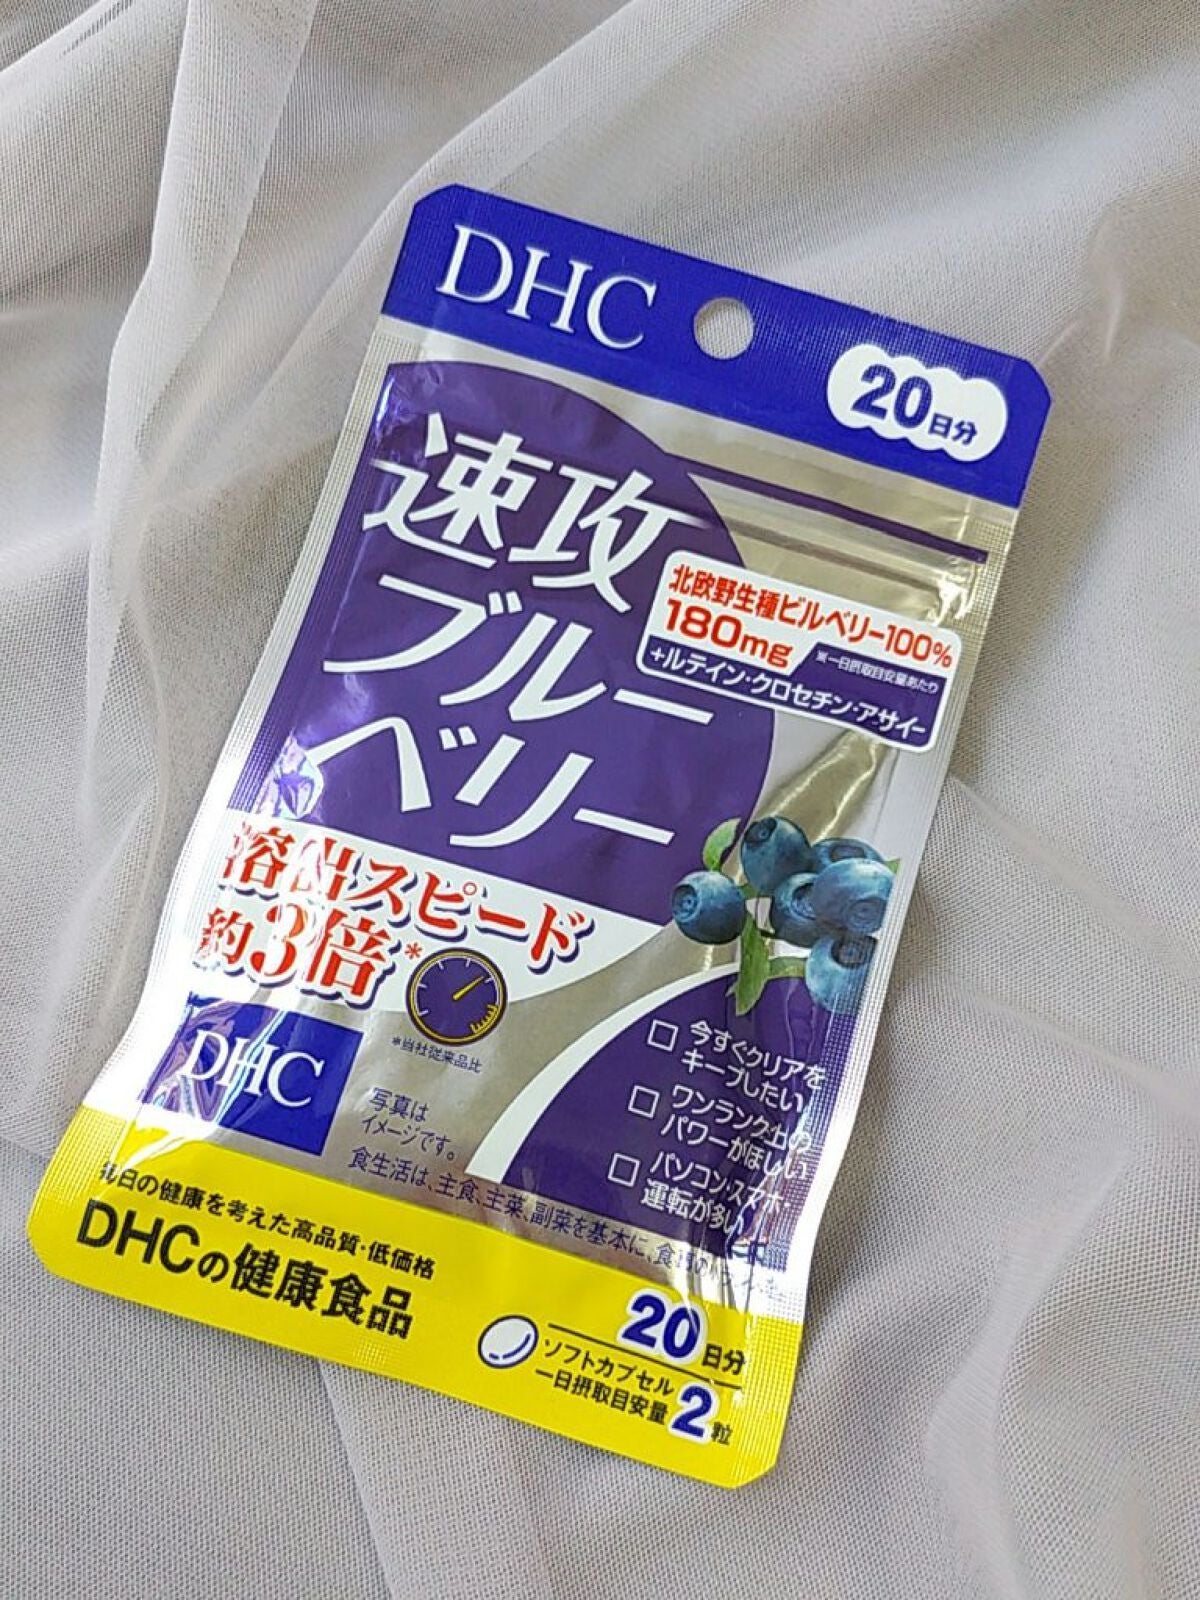 DHC
20日分
速攻
ブルー
ベリー
北欧野生種ビルベリー100%
180mg ※一日摂取目安量あたり
+ルテイン・クロセチン・アサイー
溶出スピード
約3倍*
*当社従来品比
DHC
写真は
イメージです。
□ 今すぐクリアを
キープしたい
□ ワンランク上の
パワーがほしい
□ パソコン・スマホ・
運転が多い
食生活は、主食、主菜、副菜を基本に、食事のバランスを。
毎日の健康を考えた高品質・低価格
DHCの健康食品
20日分
ソフトカプセル
一日摂取目安量2粒